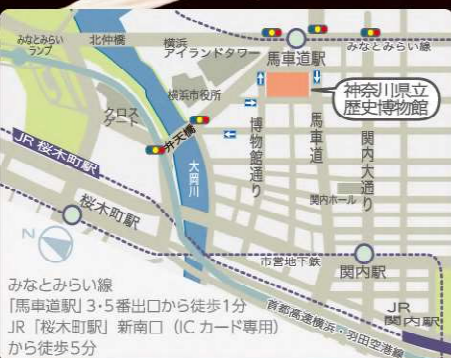 みなとみらい
ランプ
北仲橋
横浜
アイランドタワー
馬車道駅
みなとみらい線
神奈川県立
歴史博物館
横浜市役所
クロス
ゲート
弁天橋
大岡川
博物館通り
馬車道
関内大通り
関内ホール
JR 桜木町駅
桜木町駅
N
市営地下鉄
関内駅
首都高速横浜・羽田空港線
JR
関内駅
みなとみらい線
「馬車道駅」3・5番出口から徒歩1分
JR「桜木町駅」新南口(ICカード専用)
から徒歩5分